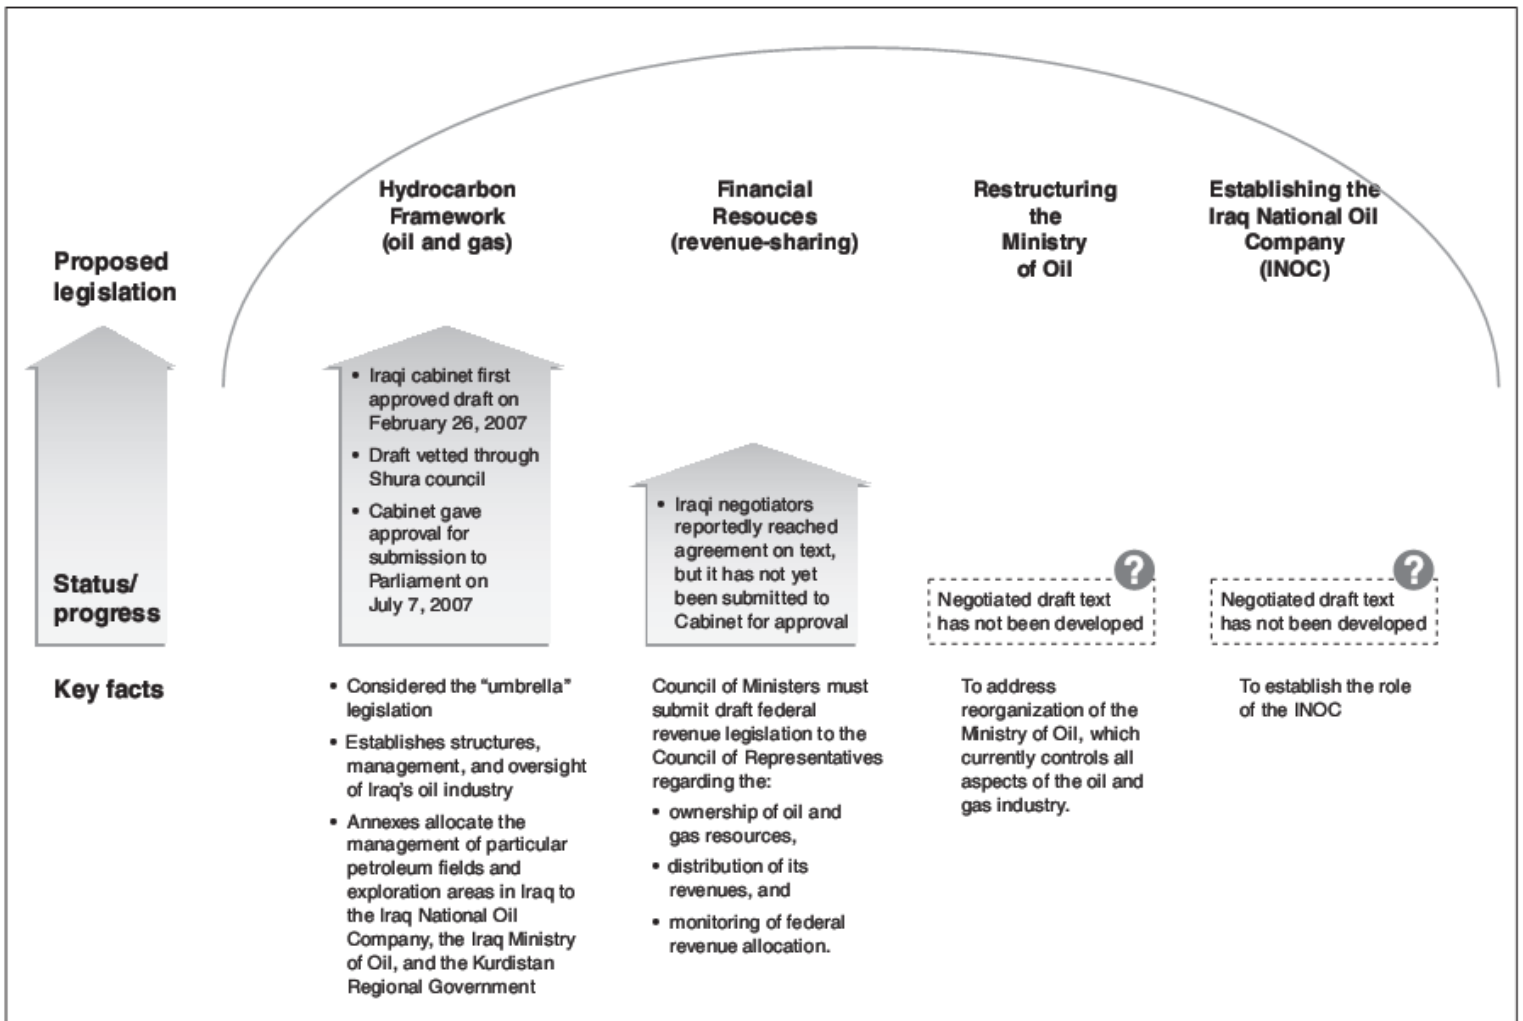 Proposed
legislation
Status/
progress
Key facts
Hydrocarbon
Framework
(oil and gas)
• Iraqi cabinet first
approved draft on
February 26, 2007
• Draft vetted through
Shura council
• Cabinet gave
approval for
submission to
Parliament on
July 7, 2007
• Considered the “umbrella”
legislation
• Establishes structures,
management, and oversight
of Iraq’s oil industry
• Annexes allocate the
management of particular
petroleum fields and
exploration areas in Iraq to
the Iraq National Oil
Company, the Iraq Ministry
of Oil, and the Kurdistan
Regional Government
Financial
Resouces
(revenue-sharing)
• Iraqi negotiators
reportedly reached
agreement on text,
but it has not yet
been submitted to
Cabinet for approval
Council of Ministers must
submit draft federal
revenue legislation to the
Council of Representatives
regarding the:
• ownership of oil and
gas resources,
• distribution of its
revenues, and
• monitoring of federal
revenue allocation.
Restructuring
the
Ministry
of Oil
?
Negotiated draft text
has not been developed
To address
reorganization of the
Ministry of Oil, which
currently controls all
aspects of the oil and
gas industry.
Establishing the
Iraq National Oil
Company
(INOC)
?
Negotiated draft text
has not been developed
To establish the role
of the INOC